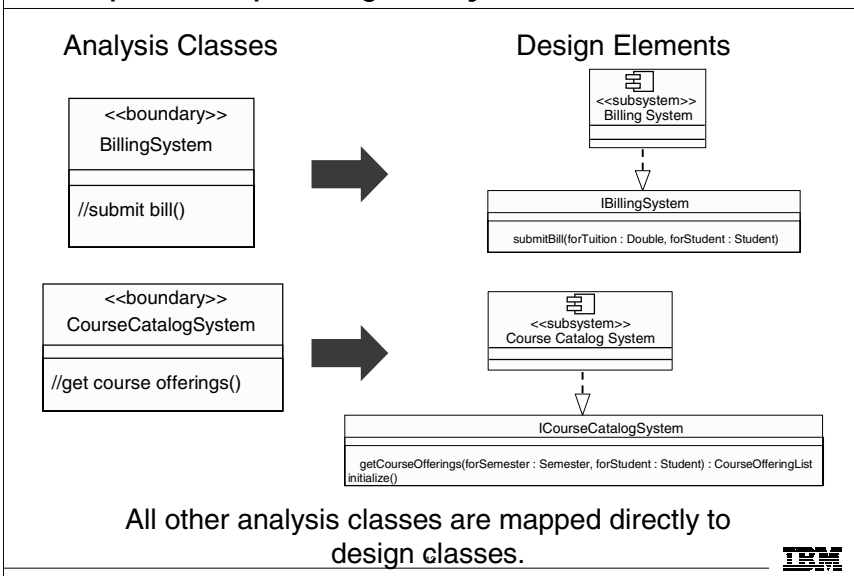 Analysis Classes
Design Elements
<<boundary>>
BillingSystem
//submit bill()
<<subsystem>>
Billing System
IBillingSystem
submitBill(forTuition : Double, forStudent : Student)
<<boundary>>
CourseCatalogSystem
//get course offerings()
<<subsystem>>
Course Catalog System
ICourseCatalogSystem
getCourseOfferings(forSemester : Semester, forStudent : Student) : CourseOfferingList
initialize()
All other analysis classes are mapped directly to
design classes.
IBM